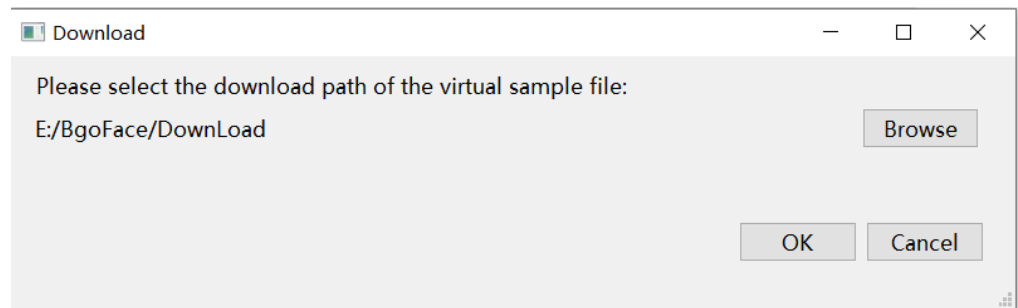 Download
Please select the download path of the virtual sample file:
E:/BgoFace/DownLoad
Browse
OK
Cancel